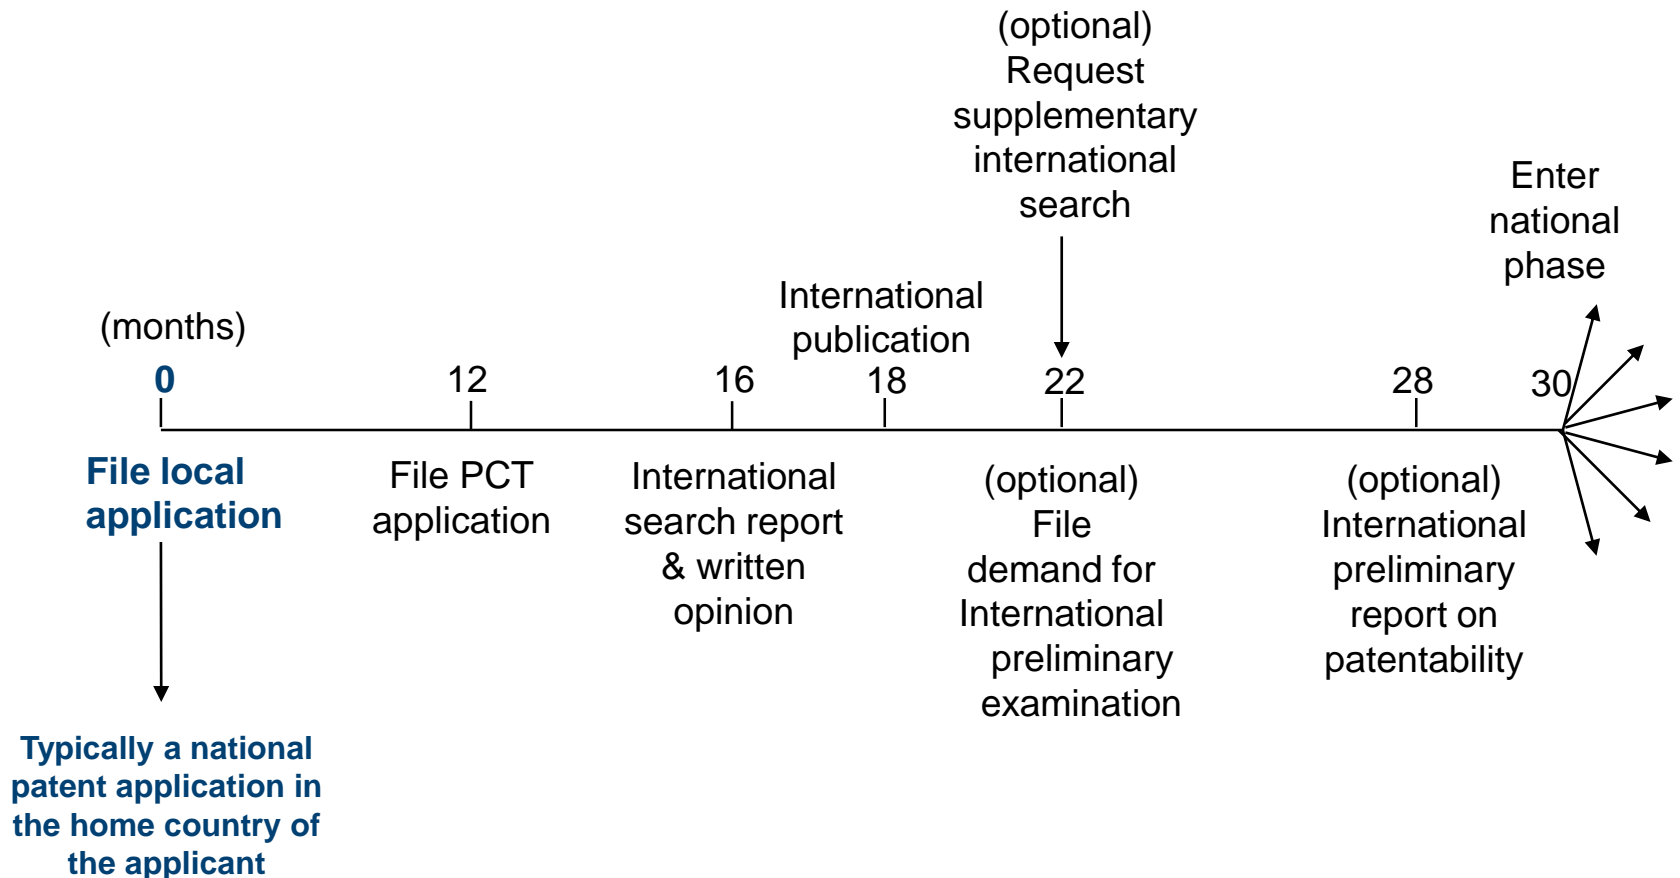 (optional)
Request
supplementary
international
search
Enter
national
phase
International
publication
(months)
0
12
16
18
22
28
30
File local
application
File PCT
application
International
search report
& written
opinion
(optional)
File
demand for
International
preliminary
examination
(optional)
International
preliminary
report on
patentability
Typically a national
patent application in
the home country of
the applicant